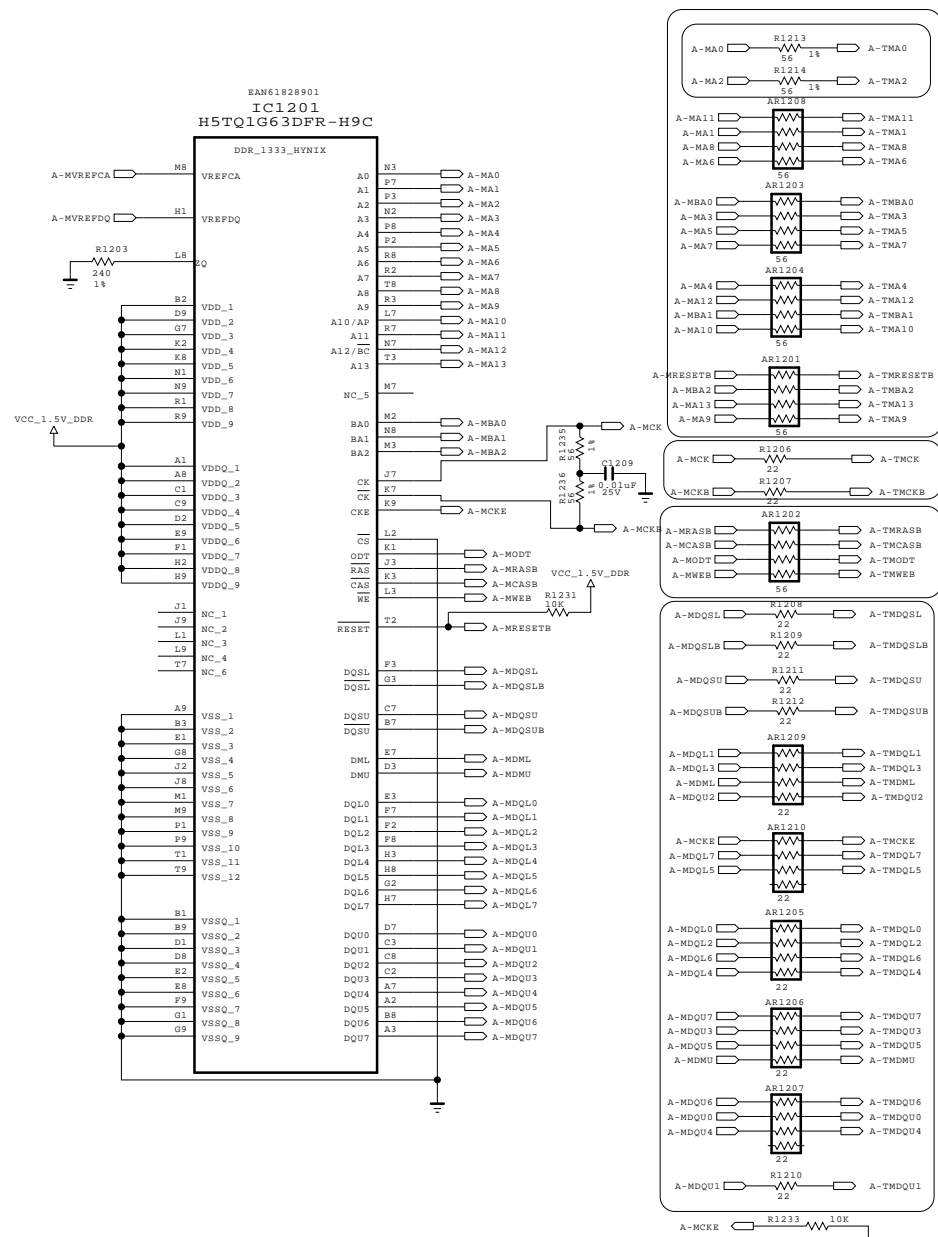 EAN61828901
IC1201
H5TQ1G63DFR-H9C
DDR_1333_HYNIX
A-MVREFCA M8 VREFCA
A-MVREFDQ H1 VREFDQ
R1203 L8 ZQ
240
1%
B2 VDD_1
D9 VDD_2
G7 VDD_3
K2 VDD_4
K8 VDD_5
N1 VDD_6
N9 VDD_7
R1 VDD_8
R9 VDD_9
VCC_1.5V_DDR
A1 VDDQ_1
A8 VDDQ_2
C1 VDDQ_3
C9 VDDQ_4
D2 VDDQ_5
E9 VDDQ_6
F1 VDDQ_7
H2 VDDQ_8
H9 VDDQ_9
J1 NC_1
J9 NC_2
L1 NC_3
L9 NC_4
T7 NC_6
A9 VSS_1
B3 VSS_2
E1 VSS_3
G8 VSS_4
J2 VSS_5
J8 VSS_6
M1 VSS_7
M9 VSS_8
P1 VSS_9
P9 VSS_10
T1 VSS_11
T9 VSS_12
B1 VSSQ_1
B9 VSSQ_2
D1 VSSQ_3
D8 VSSQ_4
E2 VSSQ_5
E8 VSSQ_6
F9 VSSQ_7
G1 VSSQ_8
G9 VSSQ_9
A0 N3 A-MA0
A1 P7 A-MA1
A2 P3 A-MA2
A3 N2 A-MA3
A4 P8 A-MA4
A5 P2 A-MA5
A6 R8 A-MA6
A7 R2 A-MA7
A8 T8 A-MA8
A9 R3 A-MA9
A10/AP L7 A-MA10
A11 R7 A-MA11
A12/BC N7 A-MA12
A13 T3 A-MA13
NC_5 M7
BA0 M2 A-MBA0
BA1 N8 A-MBA1
BA2 M3 A-MBA2
CK J7
CK K7
CKE K9 A-MCKE
A-MCK
R1235
56
1%
C1209
0.01uF
25V
R1236
56
1%
A-MCKB
CS L2
ODT K1 A-MODT
RAS J3 A-MRASB
CAS K3 A-MCASB
WE L3 A-MWEB
RESET T2 A-MRESETB
VCC_1.5V_DDR
R1231
10K
DQSL F3 A-MDQSL
DQSL G3 A-MDQSLB
DQSU C7 A-MDQSU
DQSU B7 A-MDQSUB
DML E7 A-MDML
DMU D3 A-MDMU
DQL0 E3 A-MDQL0
DQL1 F7 A-MDQL1
DQL2 F2 A-MDQL2
DQL3 F8 A-MDQL3
DQL4 H3 A-MDQL4
DQL5 H8 A-MDQL5
DQL6 G2 A-MDQL6
DQL7 H7 A-MDQL7
DQU0 D7 A-MDQU0
DQU1 C3 A-MDQU1
DQU2 C8 A-MDQU2
DQU3 C2 A-MDQU3
DQU4 A7 A-MDQU4
DQU5 A2 A-MDQU5
DQU6 B8 A-MDQU6
DQU7 A3 A-MDQU7
R1213
A-MA0 A-TMA0
56 1%
R1214
A-MA2 A-TMA2
56 1%
AR1208
A-MA11 A-TMA11
A-MA1 A-TMA1
A-MA8 A-TMA8
A-MA6 A-TMA6
56
AR1203
A-MBA0 A-TMBA0
A-MA3 A-TMA3
A-MA5 A-TMA5
A-MA7 A-TMA7
56
AR1204
A-MA4 A-TMA4
A-MA12 A-TMA12
A-MBA1 A-TMBA1
A-MA10 A-TMA10
56
AR1201
A-MRESETB A-TMRESETB
A-MBA2 A-TMBA2
A-MA13 A-TMA13
A-MA9 A-TMA9
56
R1206
A-MCK A-TMCK
22
R1207
A-MCKB A-TMCKB
22
AR1202
A-MRASB A-TMRASB
A-MCASB A-TMCASB
A-MODT A-TMODT
A-MWEB A-TMWEB
56
R1208
A-MDQSL A-TMDQSL
22
R1209
A-MDQSLB A-TMDQSLB
22
R1211
A-MDQSU A-TMDQSU
22
R1212
A-MDQSUB A-TMDQSUB
22
AR1209
A-MDQL1 A-TMDQL1
A-MDQL3 A-TMDQL3
A-MDML A-TMDML
A-MDQU2 A-TMDQU2
22
AR1210
A-MCKE A-TMCKE
A-MDQL7 A-TMDQL7
A-MDQL5 A-TMDQL5
22
AR1205
A-MDQL0 A-TMDQL0
A-MDQL2 A-TMDQL2
A-MDQL6 A-TMDQL6
A-MDQL4 A-TMDQL4
22
AR1206
A-MDQU7 A-TMDQU7
A-MDQU3 A-TMDQU3
A-MDQU5 A-TMDQU5
A-MDMU A-TMDMU
22
AR1207
A-MDQU6 A-TMDQU6
A-MDQU0 A-TMDQU0
A-MDQU4 A-TMDQU4
22
R1210
A-MDQU1 A-TMDQU1
22
A-MCKE R1233 10K